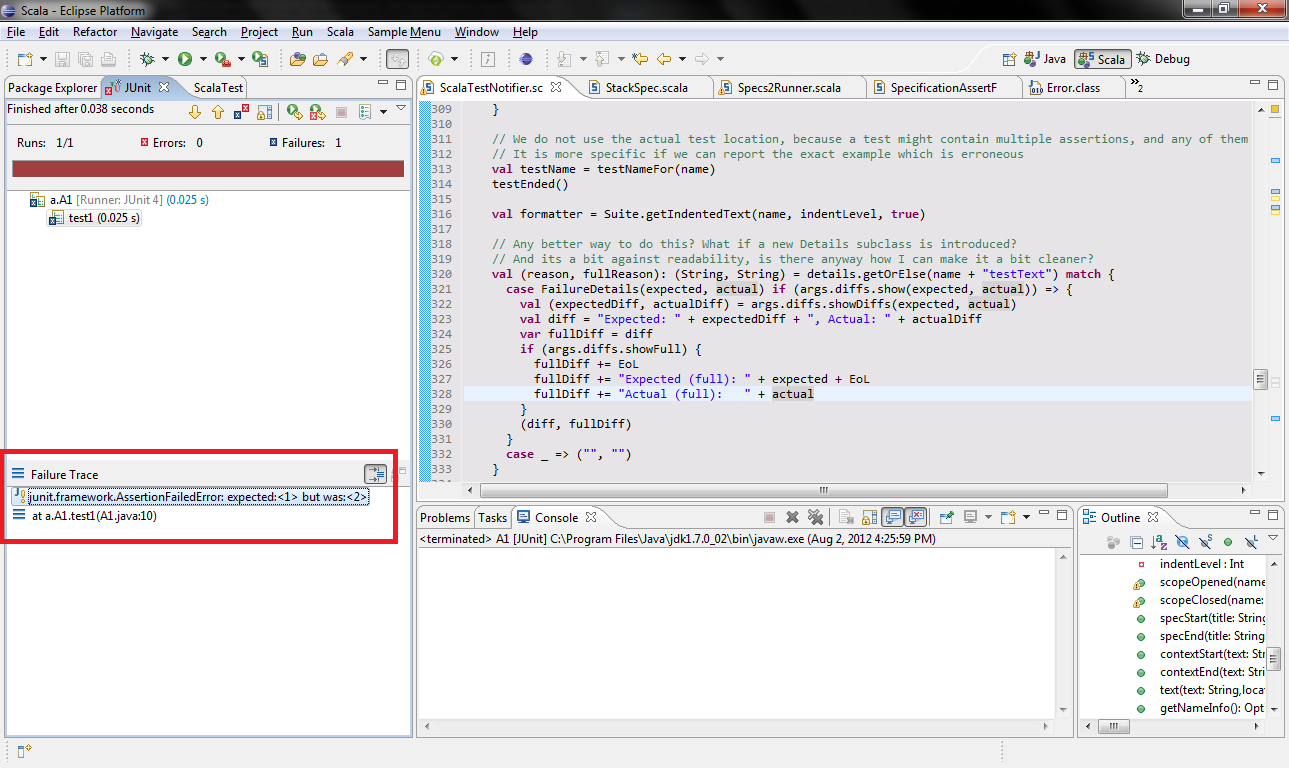 Scala - Eclipse Platform
File Edit Refactor Navigate Search Project Run Scala Sample Menu Window Help
Java Scala Debug
Package Explorer JUnit ScalaTest
Finished after 0.038 seconds
Runs: 1/1 Errors: 0 Failures: 1
a.A1 [Runner: JUnit 4] (0.025 s)
test1 (0.025 s)
Failure Trace
junit.framework.AssertionFailedError: expected:<1> but was:<2>
at a.A1.test1(A1.java:10)
ScalaTestNotifier.sc StackSpec.scala Specs2Runner.scala SpecificationAssertF Error.class »2
309 }
310
311 // We do not use the actual test location, because a test might contain multiple assertions, and any of them
312 // It is more specific if we can report the exact example which is erroneous
313 val testName = testNameFor(name)
314 testEnded()
315
316 val formatter = Suite.getIndentedText(name, indentLevel, true)
317
318 // Any better way to do this? What if a new Details subclass is introduced?
319 // And its a bit against readability, is there anyway how I can make it a bit cleaner?
320 val (reason, fullReason): (String, String) = details.getOrElse(name + "testText") match {
321 case FailureDetails(expected, actual) if (args.diffs.show(expected, actual)) => {
322 val (expectedDiff, actualDiff) = args.diffs.showDiffs(expected, actual)
323 val diff = "Expected: " + expectedDiff + ", Actual: " + actualDiff
324 var fullDiff = diff
325 if (args.diffs.showFull) {
326 fullDiff += EoL
327 fullDiff += "Expected (full): " + expected + EoL
328 fullDiff += "Actual (full):   " + actual
329 }
330 (diff, fullDiff)
331 }
332 case _ => ("", "")
333 }
Problems Tasks Console
<terminated> A1 [JUnit] C:\Program Files\Java\jdk1.7.0_02\bin\javaw.exe (Aug 2, 2012 4:25:59 PM)
Outline
indentLevel : Int
scopeOpened(name
scopeClosed(name:
specStart(title: String
specEnd(title: String
contextStart(text: Str
contextEnd(text: Strin
text(text: String,loca
getNameInfo(): Opt